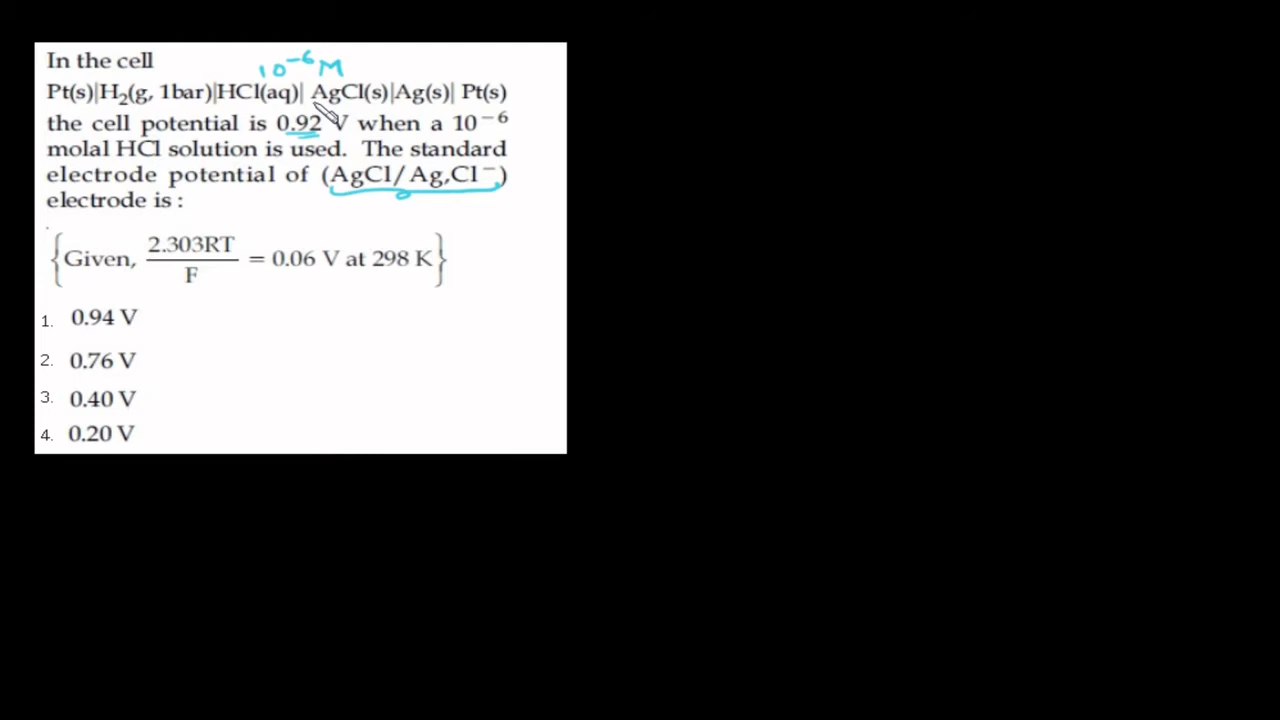 In the cell
10⁻⁶ M
Pt(s)|H₂(g, 1bar)|HCl(aq)| AgCl(s)|Ag(s)| Pt(s)
the cell potential is 0.92 V when a 10⁻⁶
molal HCl solution is used. The standard
electrode potential of (AgCl/Ag,Cl⁻)
electrode is :
{Given, 2.303RT/F = 0.06 V at 298 K}
1. 0.94 V
2. 0.76 V
3. 0.40 V
4. 0.20 V